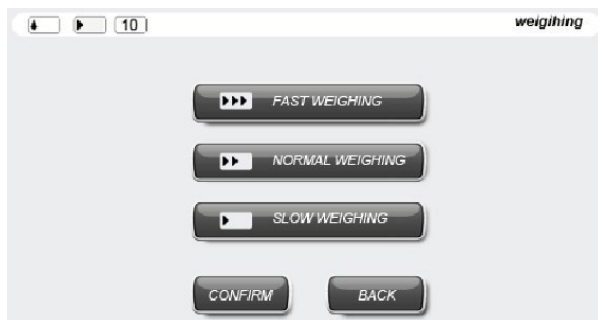 10 weigihing
FAST WEIGHING
NORMAL WEIGHING
SLOW WEIGHING
CONFIRM BACK